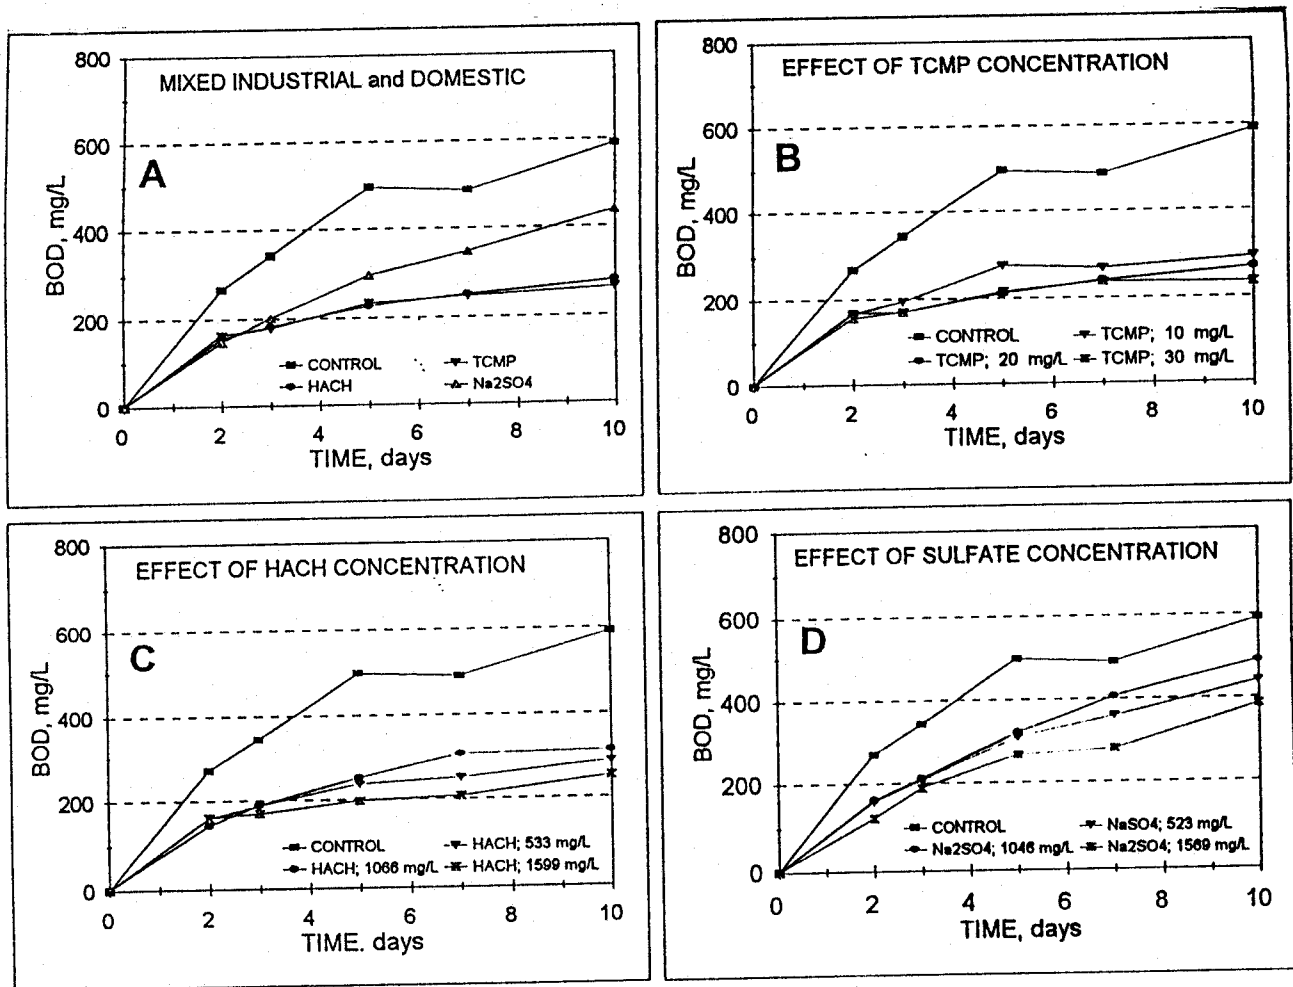 MIXED INDUSTRIAL and DOMESTIC
A
BOD, mg/L
800
600
400
200
0
CONTROL TCMP
HACH Na2SO4
0 2 4 6 8 10
TIME, days
EFFECT OF TCMP CONCENTRATION
B
BOD, mg/L
800
600
400
200
0
CONTROL TCMP; 10 mg/L
TCMP; 20 mg/L TCMP; 30 mg/L
0 2 4 6 8 10
TIME, days
EFFECT OF HACH CONCENTRATION
C
BOD, mg/L
800
600
400
200
0
CONTROL HACH; 533 mg/L
HACH; 1066 mg/L HACH; 1599 mg/L
0 2 4 6 8 10
TIME. days
EFFECT OF SULFATE CONCENTRATION
D
BOD, mg/L
800
600
400
200
0
CONTROL NaSO4; 523 mg/L
Na2SO4; 1046 mg/L Na2SO4; 1569 mg/L
0 2 4 6 8 10
TIME, days